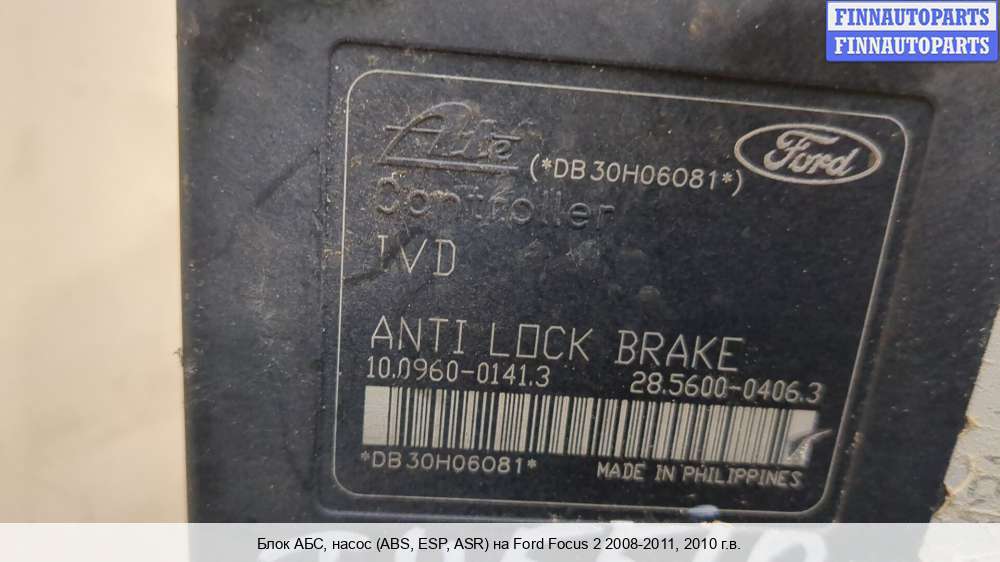 FINNAUTOPARTS
FINNAUTOPARTS
Ate
(*DB30H06081*)
Ford
Controller
IVD
ANTI LOCK BRAKE
10.0960-0141.3
28.5600-0406.3
*DB30H06081*
MADE IN PHILIPPINES
Блок АБС, насос (ABS, ESP, ASR) на Ford Focus 2 2008-2011, 2010 г.в.